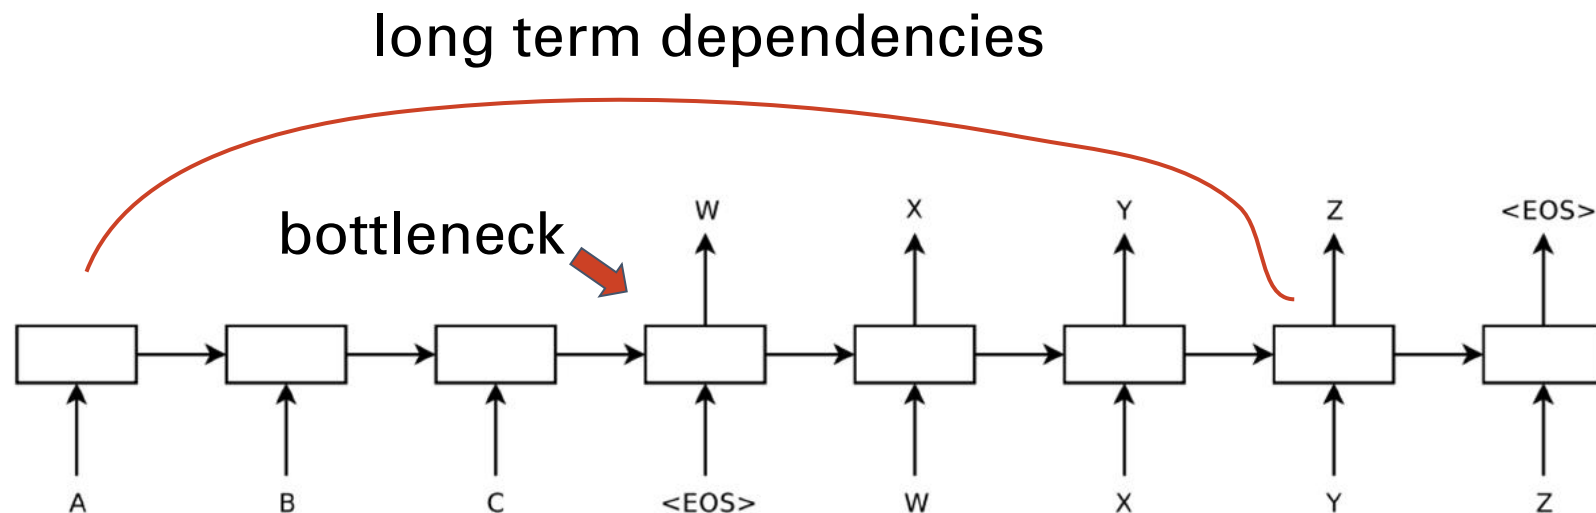 long term dependencies
bottleneck
W X Y Z <EOS>
A B C <EOS> W X Y Z